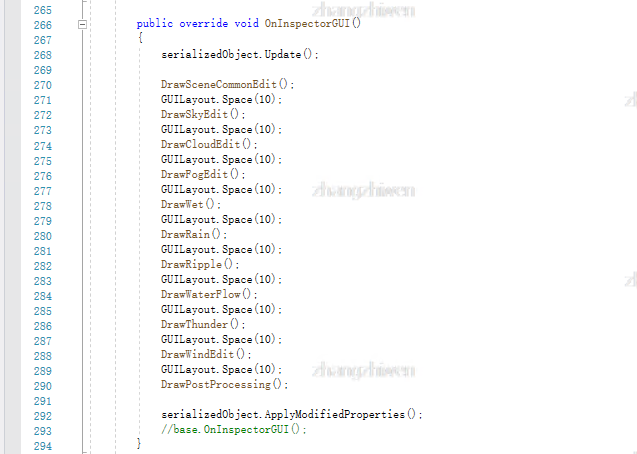 265
266 public override void OnInspectorGUI()
267 {
268 serializedObject.Update();
269
270 DrawSceneCommonEdit();
271 GUILayout.Space(10);
272 DrawSkyEdit();
273 GUILayout.Space(10);
274 DrawCloudEdit();
275 GUILayout.Space(10);
276 DrawFogEdit();
277 GUILayout.Space(10);
278 DrawWet();
279 GUILayout.Space(10);
280 DrawRain();
281 GUILayout.Space(10);
282 DrawRipple();
283 GUILayout.Space(10);
284 DrawWaterFlow();
285 GUILayout.Space(10);
286 DrawThunder();
287 GUILayout.Space(10);
288 DrawWindEdit();
289 GUILayout.Space(10);
290 DrawPostProcessing();
291
292 serializedObject.ApplyModifiedProperties();
293 //base.OnInspectorGUI();
294 }
zhangzhiwen
zhangzhiwen
zhangzhiwen